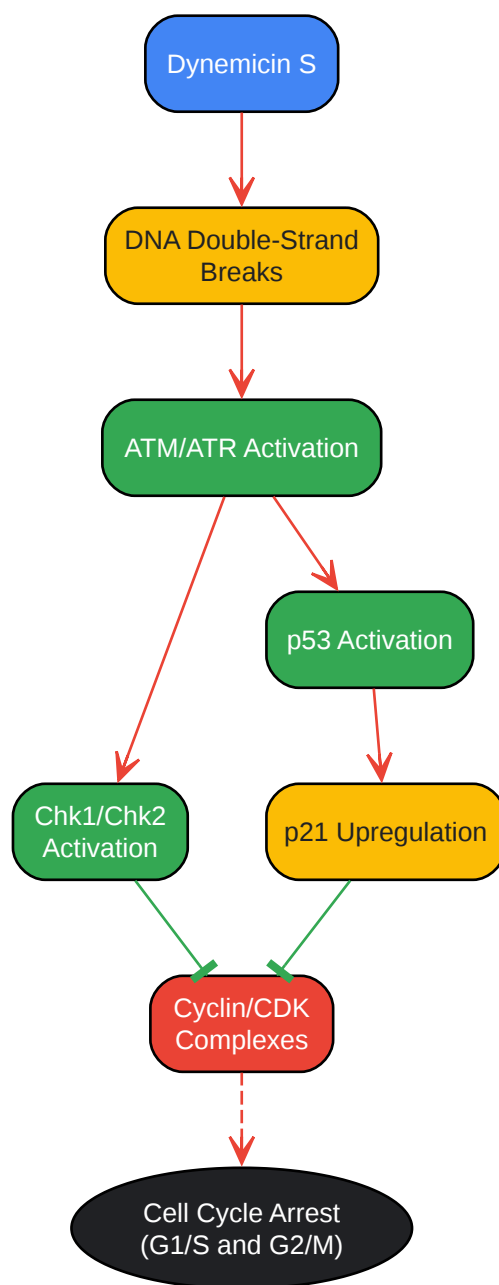 Dynemicin S
DNA Double-Strand
Breaks
ATM/ATR Activation
p53 Activation
Chk1/Chk2
Activation
p21 Upregulation
Cyclin/CDK
Complexes
Cell Cycle Arrest
(G1/S and G2/M)